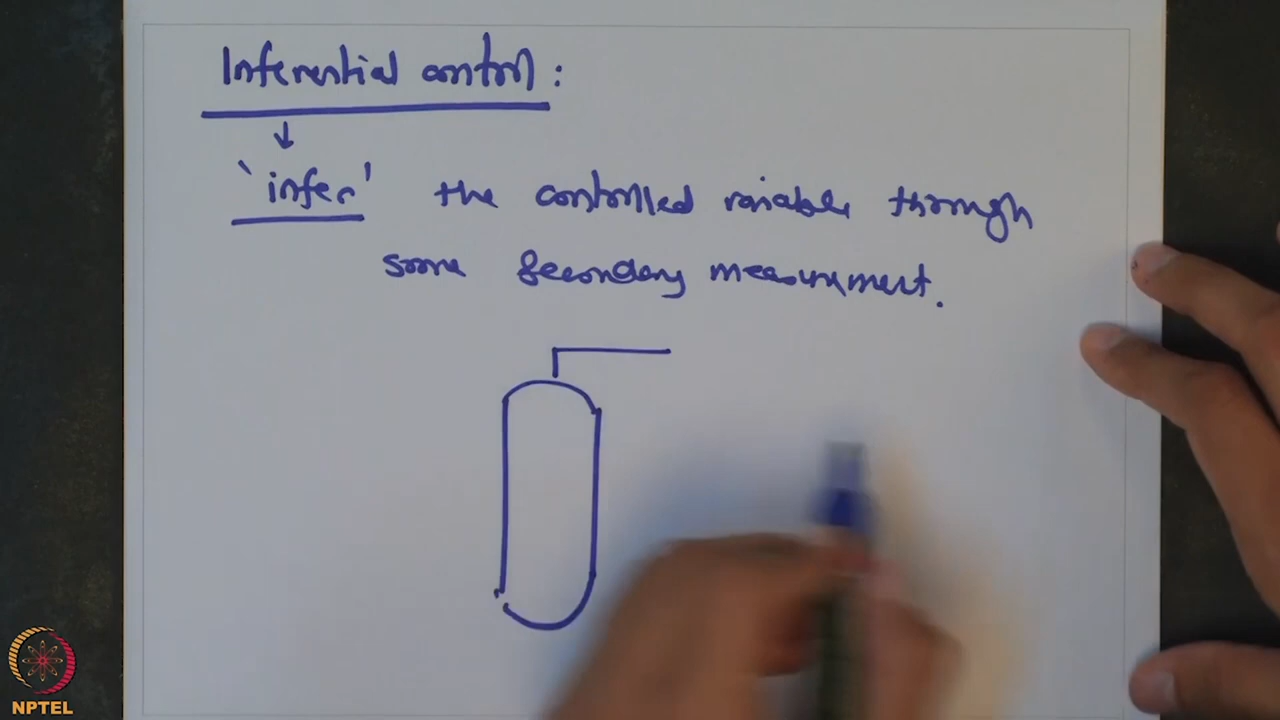 Inferential control :
'infer' the controlled variable through
some secondary measurement.
NPTEL